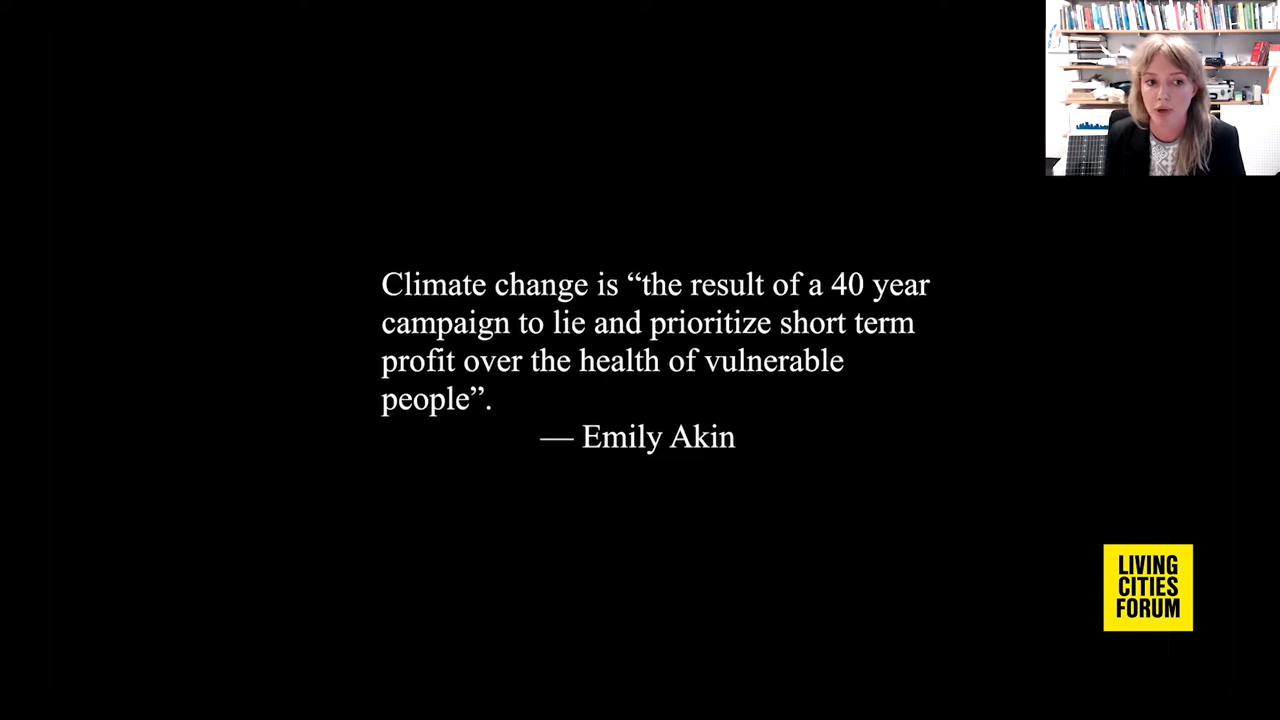 Climate change is “the result of a 40 year
campaign to lie and prioritize short term
profit over the health of vulnerable
people”.
— Emily Akin
LIVING
CITIES
FORUM